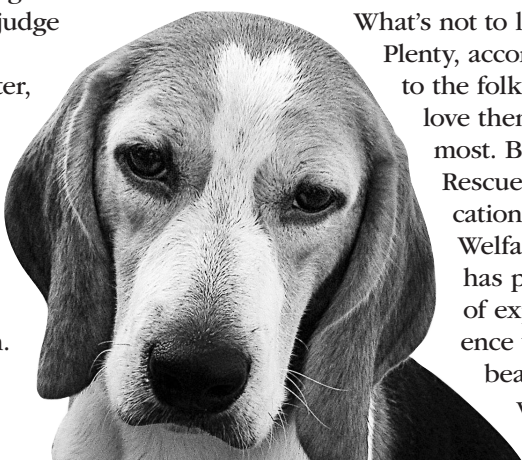 judge
ter,
n.
What's not to l
Plenty, accor
to the folk
love ther
most. B
Rescue
cation
Welfa
has p
of ex
ence
bea